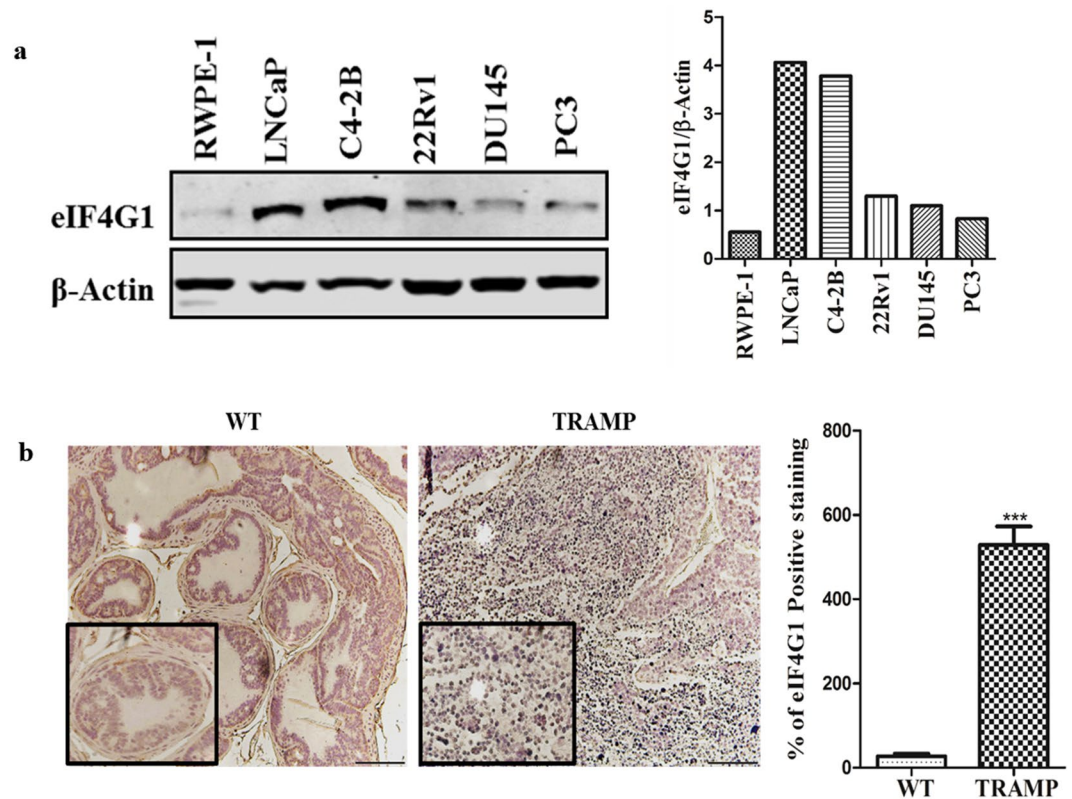 a
RWPE-1
LNCaP
C4-2B
22Rv1
DU145
PC3
eIF4G1
β-Actin
eIF4G1/β-Actin
5
4
3
2
1
0
RWPE-1
LNCaP
C4-2B
22Rv1
DU145
PC3
b
WT
TRAMP
% of eIF4G1 Positive staining
800
600
400
200
0
***
WT
TRAMP